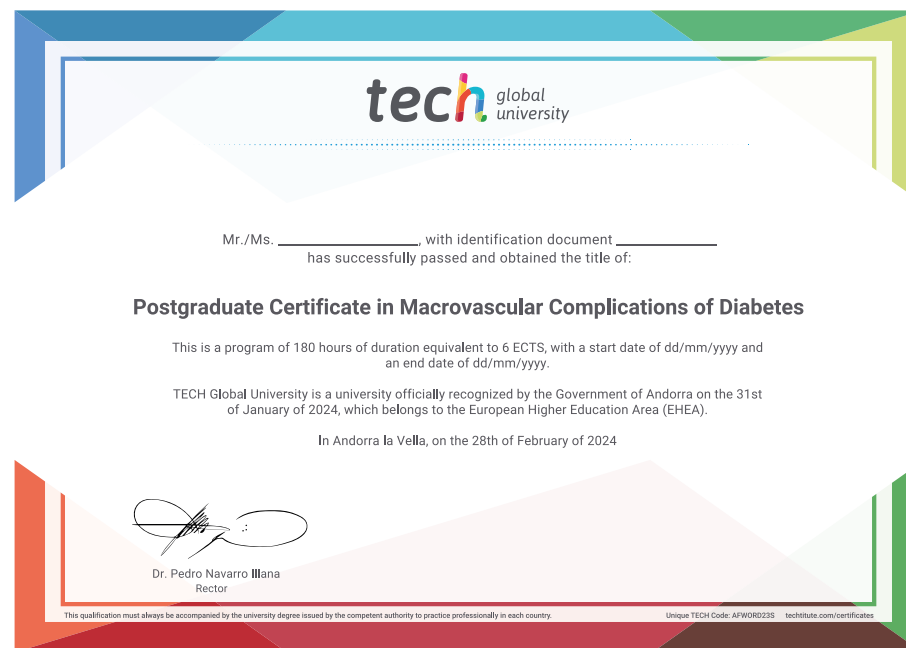 tech global university
Mr./Ms. ____________, with identification document ____________
has successfully passed and obtained the title of:
Postgraduate Certificate in Macrovascular Complications of Diabetes
This is a program of 180 hours of duration equivalent to 6 ECTS, with a start date of dd/mm/yyyy and
an end date of dd/mm/yyyy.
TECH Global University is a university officially recognized by the Government of Andorra on the 31st
of January of 2024, which belongs to the European Higher Education Area (EHEA).
In Andorra la Vella, on the 28th of February of 2024
Dr. Pedro Navarro Illana
Rector
This qualification must always be accompanied by the university degree issued by the competent authority to practice professionally in each country.
Unique TECH Code: AFWORD23S techtitute.com/certificates